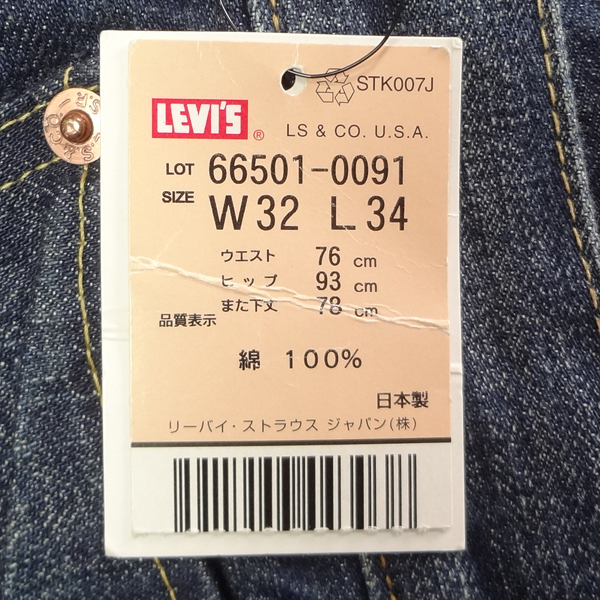 STK007J
LEVI'S ® LS & CO. U.S.A.
LOT 66501-0091
SIZE W32 L34
ウエスト 76 cm
ヒップ 93 cm
また下丈 78 cm
品質表示
綿 100%
日本製
リーバイ・ストラウス ジャパン(株)